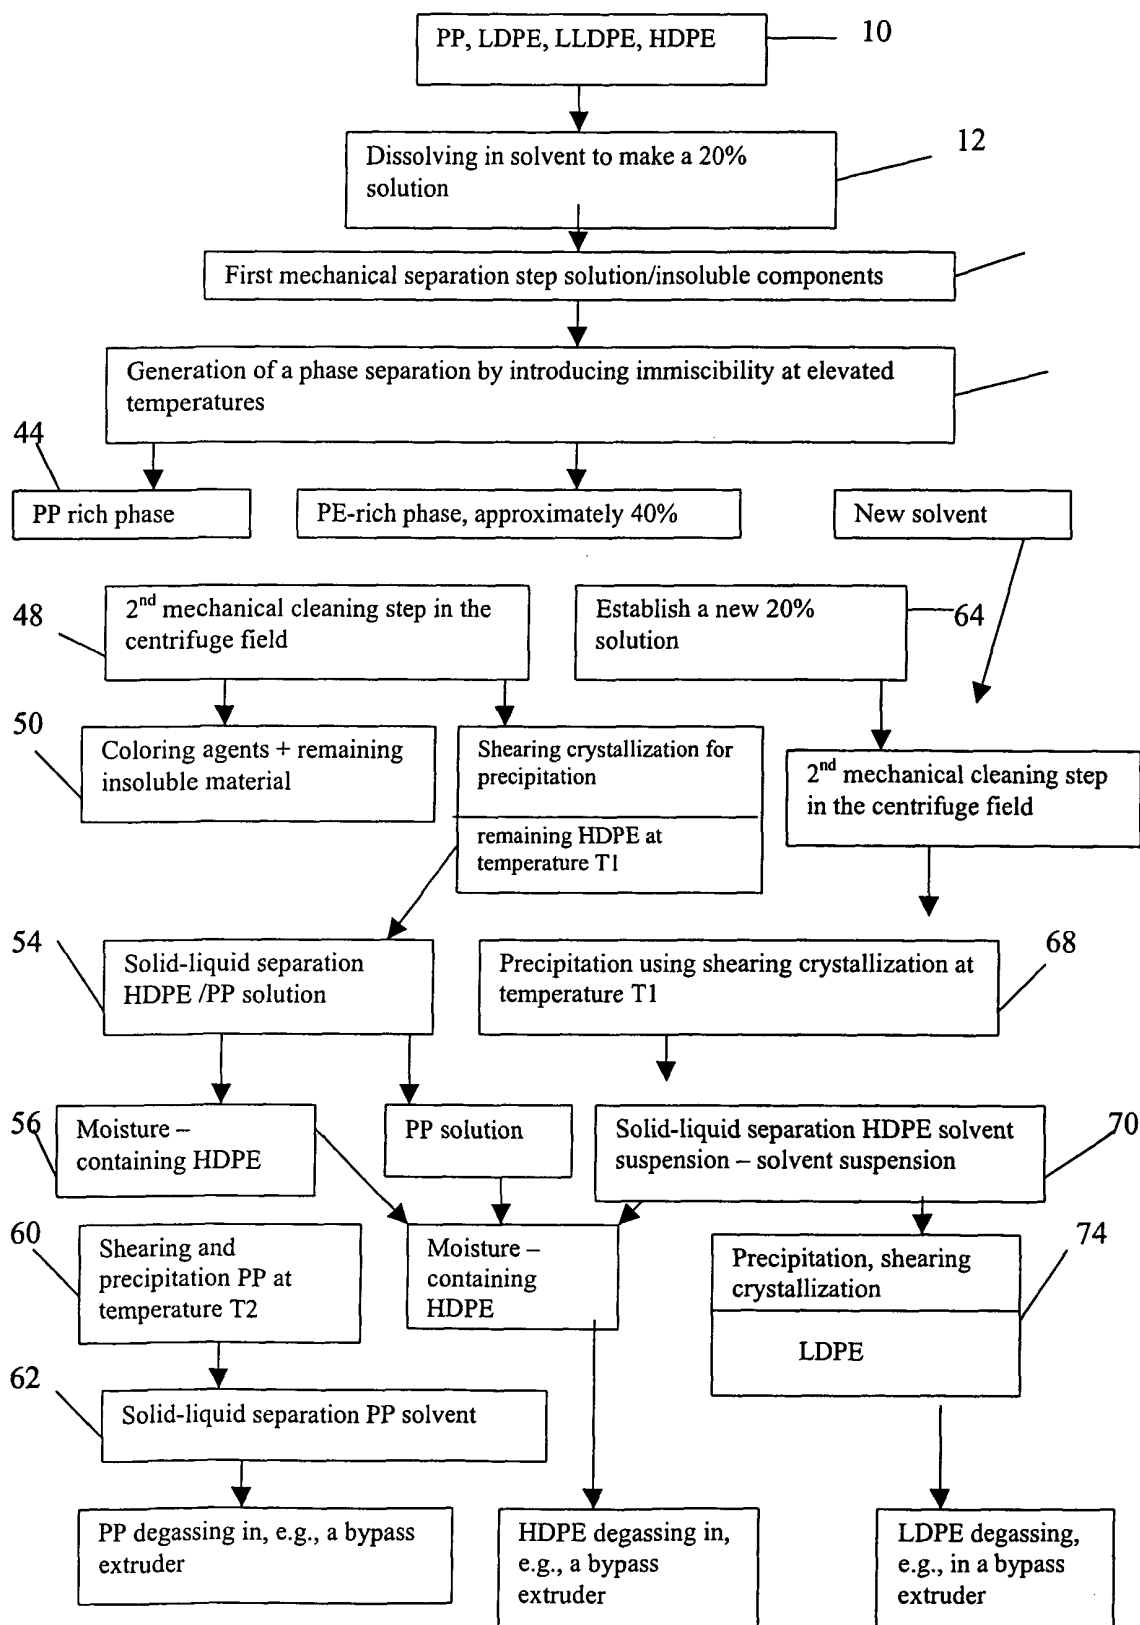 PP, LDPE, LLDPE, HDPE
10
Dissolving in solvent to make a 20%
solution
12
First mechanical separation step solution/insoluble components
Generation of a phase separation by introducing immiscibility at elevated
temperatures
44
PP rich phase
PE-rich phase, approximately 40%
New solvent
48
2nd mechanical cleaning step in the
centrifuge field
Establish a new 20%
solution
64
50
Coloring agents + remaining
insoluble material
Shearing crystallization for
precipitation
remaining HDPE at
temperature T1
2nd mechanical cleaning step
in the centrifuge field
54
Solid-liquid separation
HDPE /PP solution
Precipitation using shearing crystallization at
temperature T1
68
56
Moisture –
containing HDPE
PP solution
Solid-liquid separation HDPE solvent
suspension – solvent suspension
70
60
Shearing and
precipitation PP at
temperature T2
Moisture –
containing
HDPE
Precipitation, shearing
crystallization
LDPE
74
62
Solid-liquid separation PP solvent
PP degassing in, e.g., a bypass
extruder
HDPE degassing in,
e.g., a bypass
extruder
LDPE degassing,
e.g., in a bypass
extruder